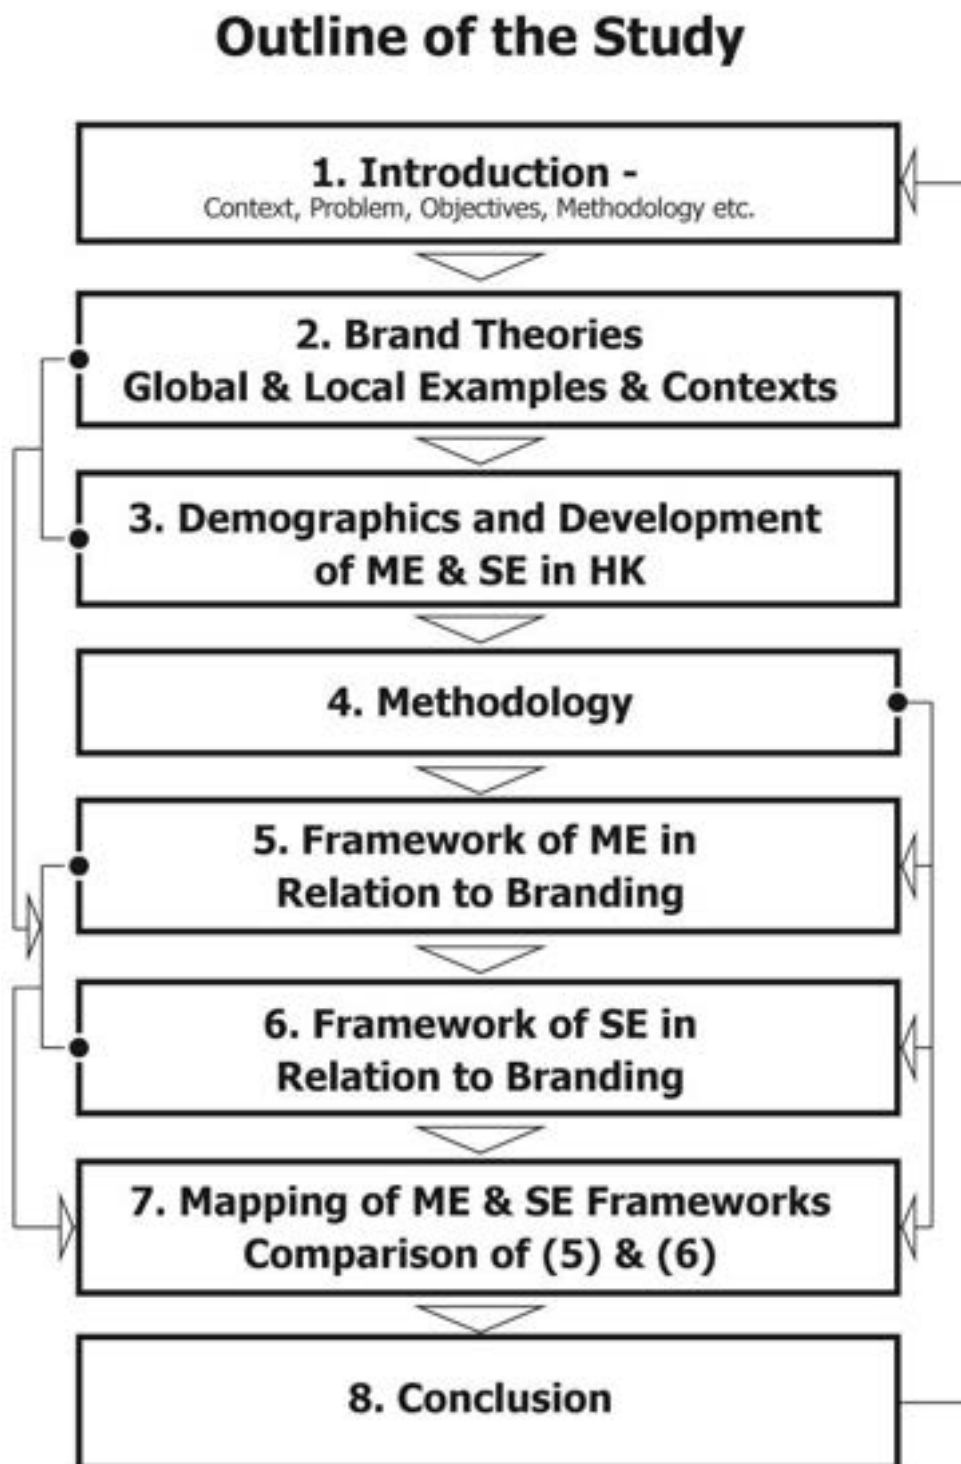 Outline of the Study
1. Introduction -
Context, Problem, Objectives, Methodology etc.
2. Brand Theories
Global & Local Examples & Contexts
3. Demographics and Development
of ME & SE in HK
4. Methodology
5. Framework of ME in
Relation to Branding
6. Framework of SE in
Relation to Branding
7. Mapping of ME & SE Frameworks
Comparison of (5) & (6)
8. Conclusion